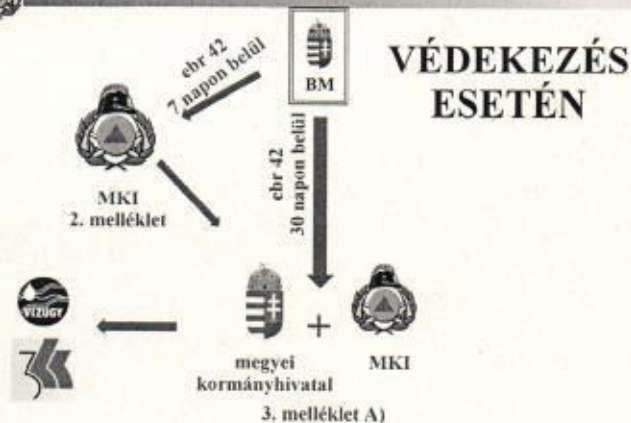 VÉDEKEZÉS
ESETÉN
BM
ebr 42
7 napon belül
ebr 42
30 napon belül
MKI
2. melléklet
VÍZÜGY
+
megyei
kormányhivatal
MKI
3. melléklet A)